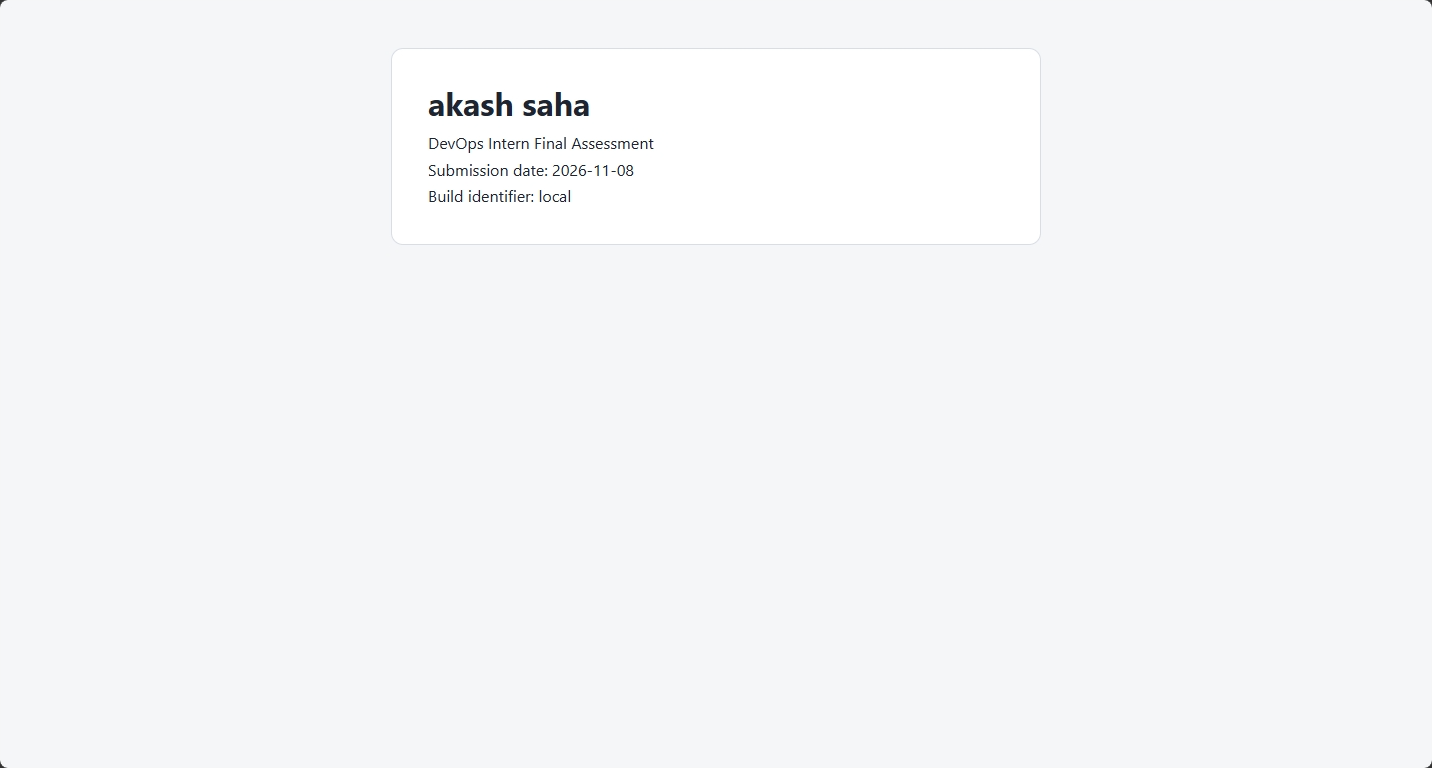 akash saha
DevOps Intern Final Assessment
Submission date: 2026-11-08
Build identifier: local